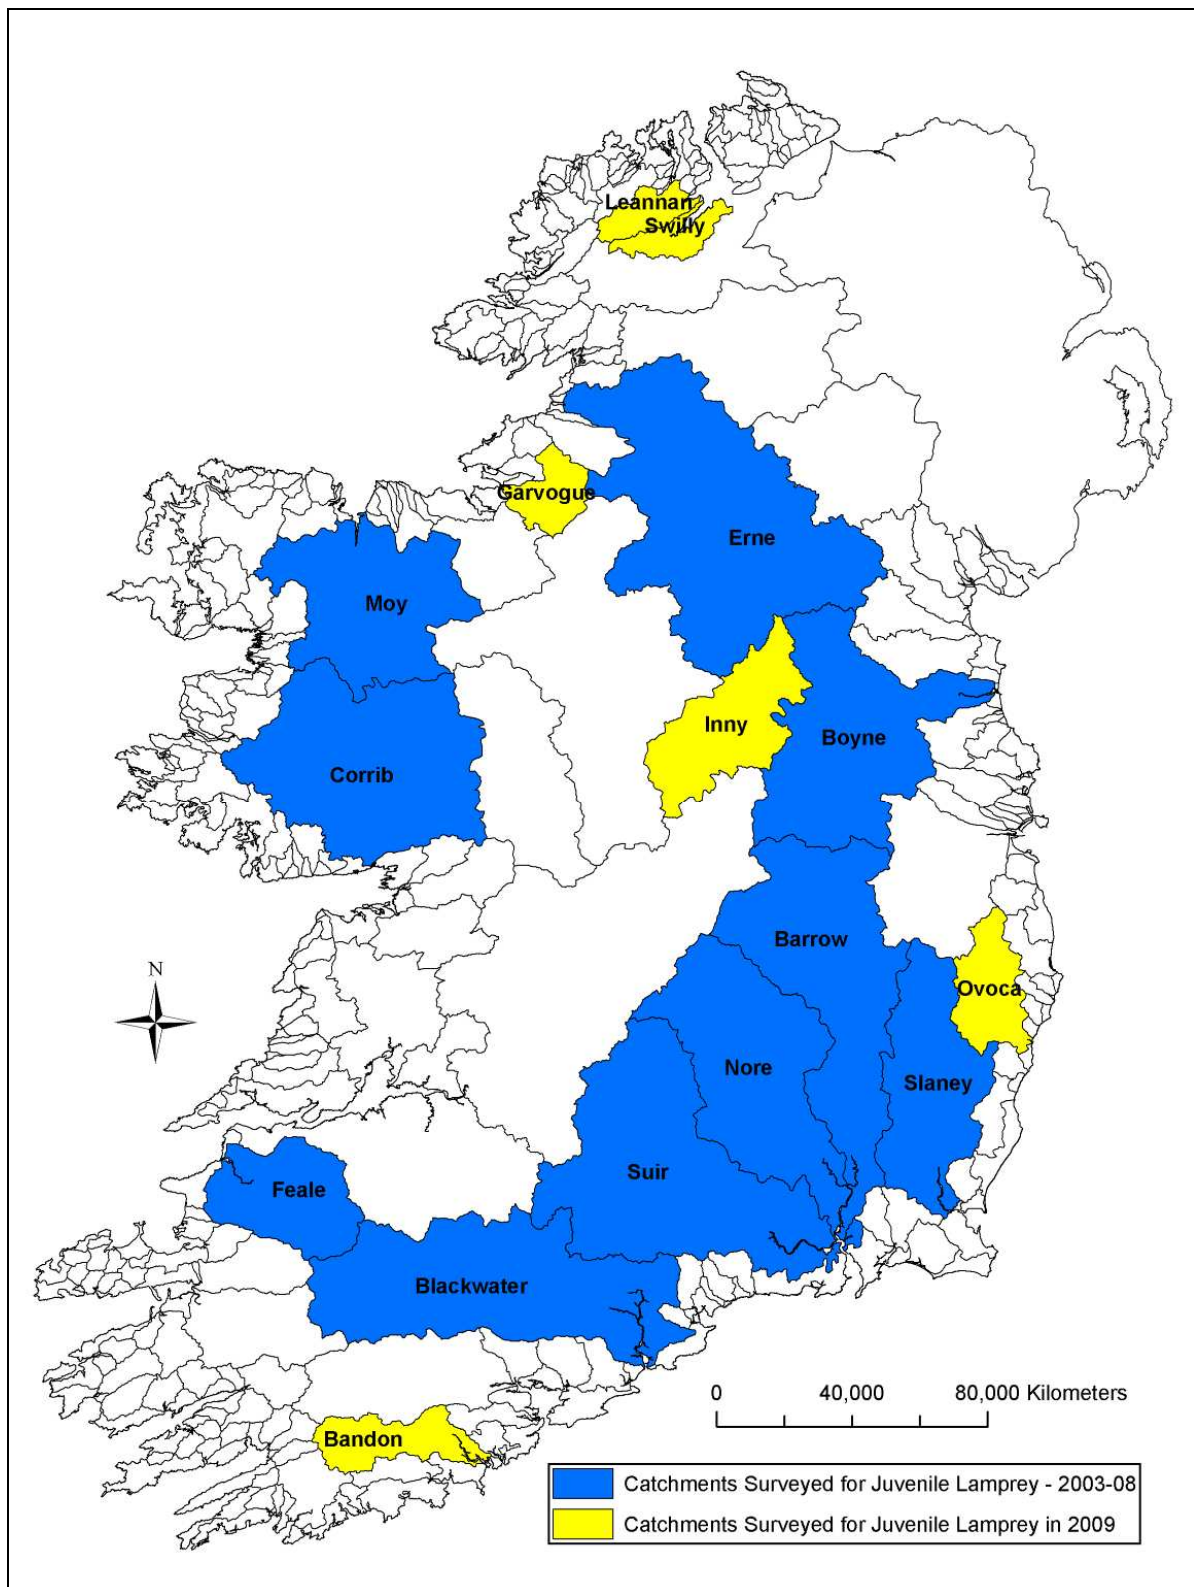 Leannan
Swilly
Garvogue
Erne
Moy
Inny
Boyne
Corrib
Barrow
N
Ovoca
Nore
Slaney
Suir
Feale
Blackwater
0 40,000 80,000 Kilometers
Bandon
Catchments Surveyed for Juvenile Lamprey - 2003-08
Catchments Surveyed for Juvenile Lamprey in 2009